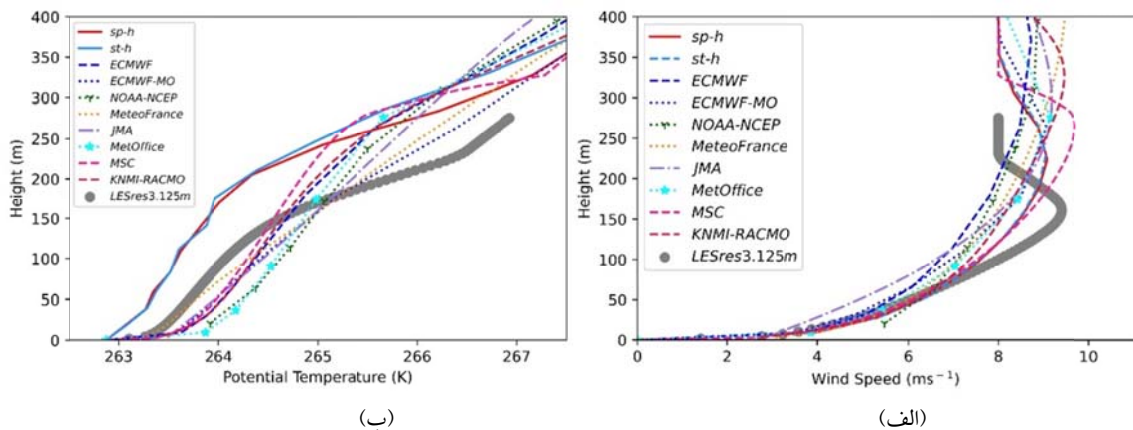 400
350
300
250
200
150
100
50
0
Height (m)
sp-h
st-h
ECMWF
ECMWF-MO
NOAA-NCEP
MeteoFrance
JMA
MetOffice
MSC
KNMI-RACMO
LESres3.125m
263 264 265 266 267
Potential Temperature (K)
(ب)
400
350
300
250
200
150
100
50
0
Height (m)
sp-h
st-h
ECMWF
ECMWF-MO
NOAA-NCEP
MeteoFrance
JMA
MetOffice
MSC
KNMI-RACMO
LESres3.125m
0 2 4 6 8 10
Wind Speed (ms⁻¹)
(الف)